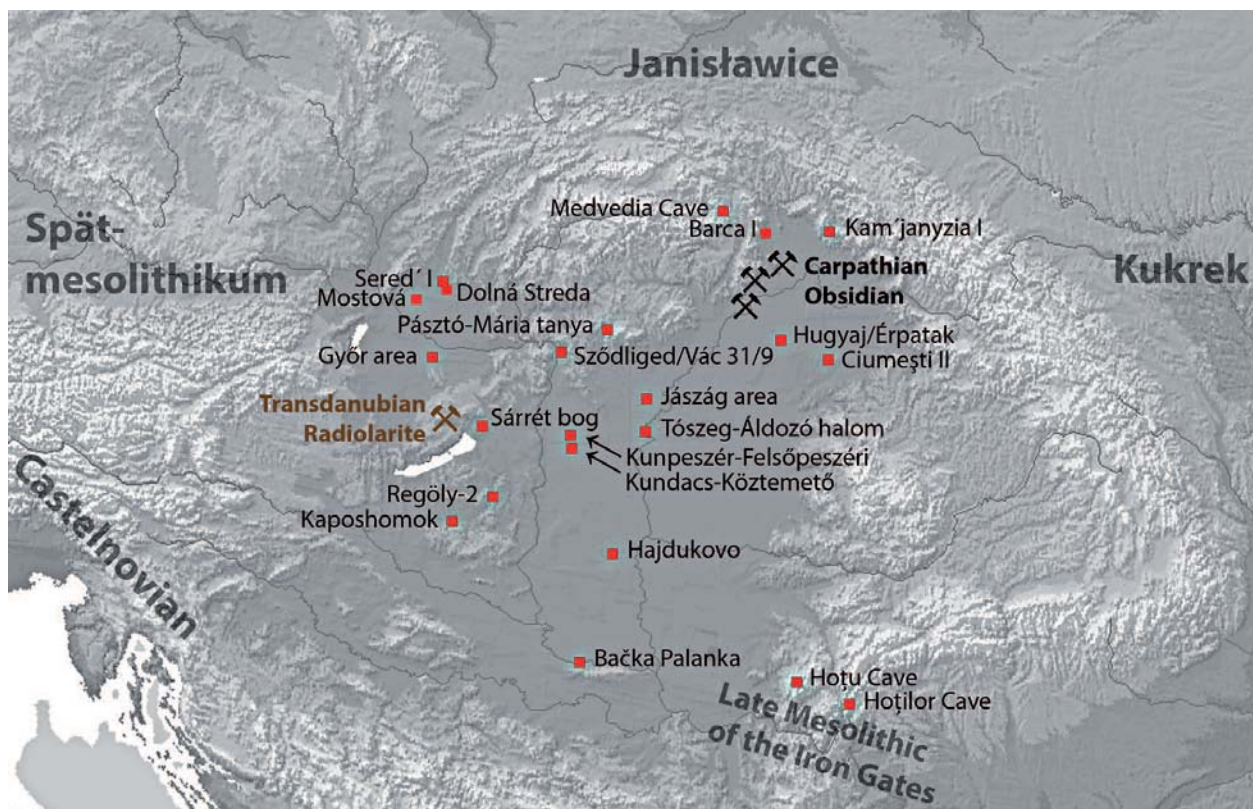 Janisławice
Spät-
mesolithikum
Medvedia Cave
Barca I
Kam´janyzia I
Carpathian
Obsidian
Kukrek
Sered´ I
Dolná Streda
Mostová
Pásztó-Mária tanya
Hugyaj/Érpatak
Győr area
Sződliged/Vác 31/9
Ciumeşti II
Transdanubian
Radiolarite
Sárrét bog
Jászág area
Tószeg-Áldozó halom
Kunpeszér-Felsőpeszéri
Kundacs-Köztemető
Regöly-2
Kaposhomok
Castelnovian
Hajdukovo
Bačka Palanka
Hoţu Cave
Hoţilor Cave
Late Mesolithic
of the Iron Gates